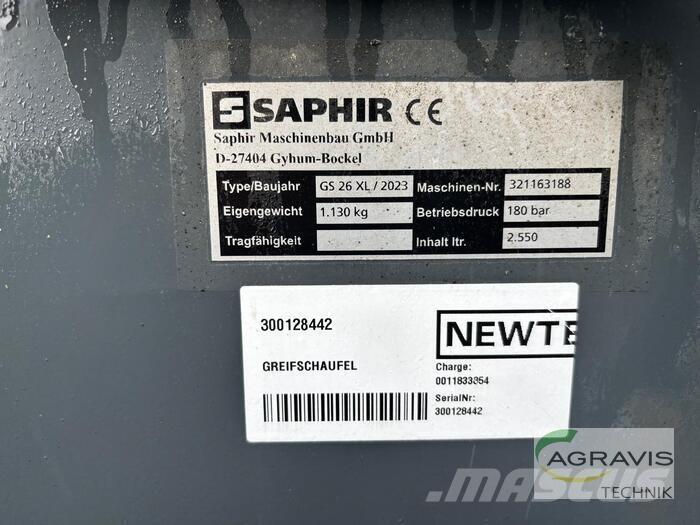 SAPHIR CE
Saphir Maschinenbau GmbH
D-27404 Gyhum-Bockel
Type/Baujahr GS 26 XL / 2023 Maschinen-Nr. 321163188
Eigengewicht 1.130 kg Betriebsdruck 180 bar
Tragfähigkeit Inhalt ltr. 2.550
300128442
NEWTE
GREIFSCHAUFEL
Charge:
0011833854
SerialNr:
300128442
AGRAVIS
TECHNIK
MASCUS